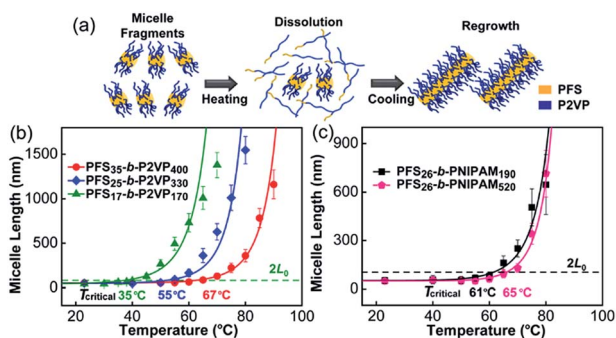 (a)
Micelle
Fragments
Dissolution
Regrowth
Heating
Cooling
PFS
P2VP
(b)
Micelle Length (nm)
1500
1000
500
0
PFS35-b-P2VP400
PFS25-b-P2VP330
PFS17-b-P2VP170
2L0
Tcritical 35°C 55°C 67°C
20 40 60 80 100
Temperature (°C)
(c)
Micelle Length (nm)
900
600
300
0
PFS26-b-PNIPAM190
PFS26-b-PNIPAM520
2L0
Tcritical 61°C 65°C
20 40 60 80 100
Temperature (°C)